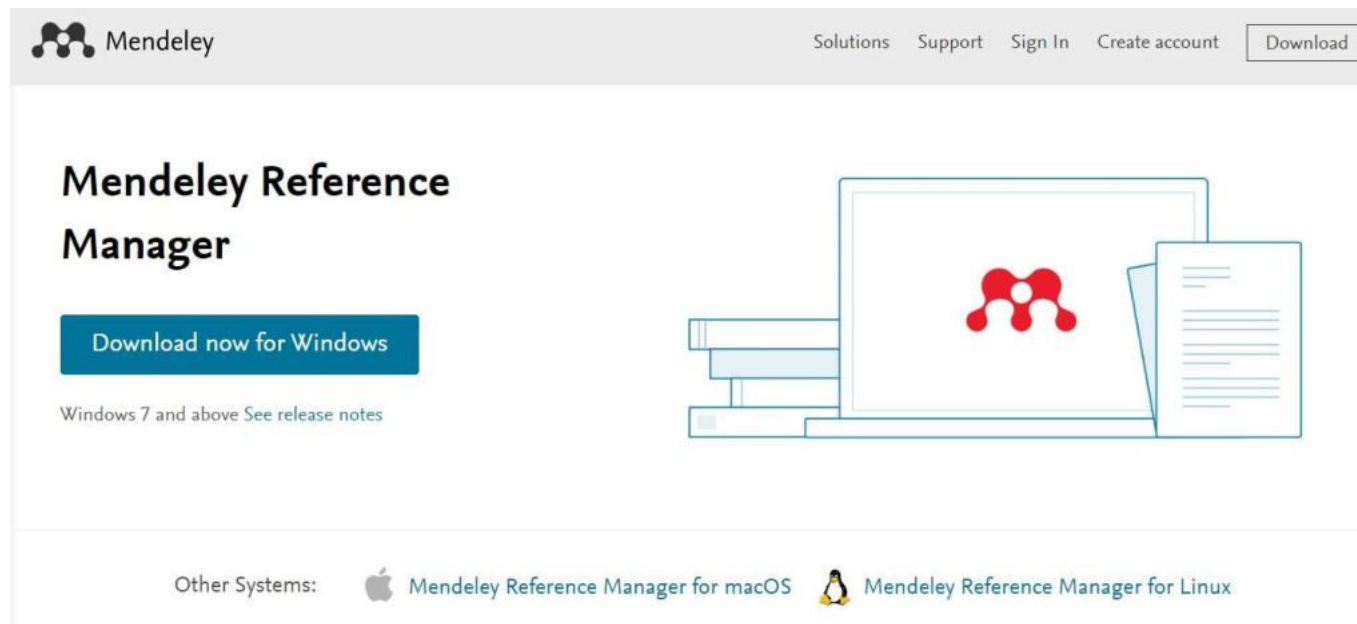 Mendeley
Solutions Support Sign In Create account Download
Mendeley Reference
Manager
Download now for Windows
Windows 7 and above See release notes
Other Systems: Mendeley Reference Manager for macOS Mendeley Reference Manager for Linux